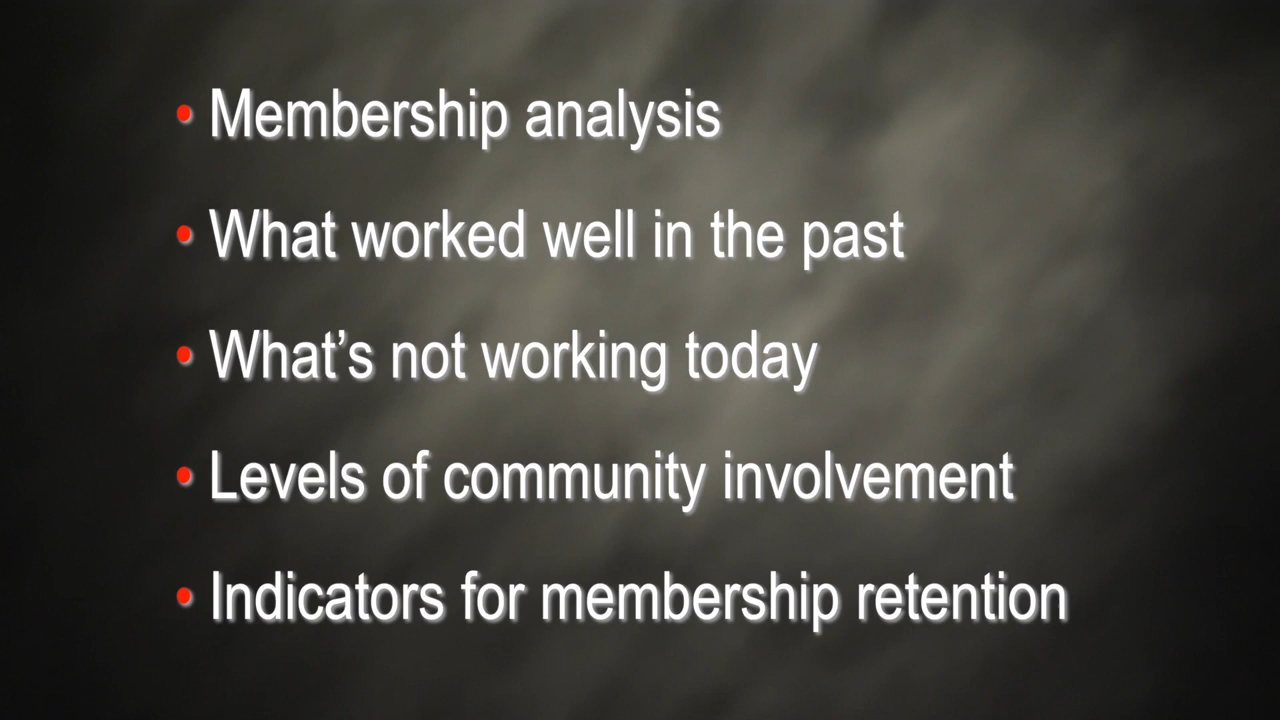 • Membership analysis
• What worked well in the past
• What’s not working today
• Levels of community involvement
• Indicators for membership retention